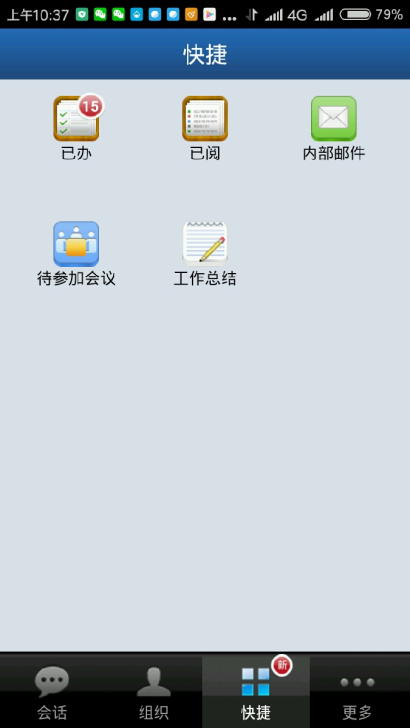 上午10:37 ... 4G 79%
快捷
15
已办 已阅 内部邮件
待参加会议 工作总结
新
会话 组织 快捷 更多